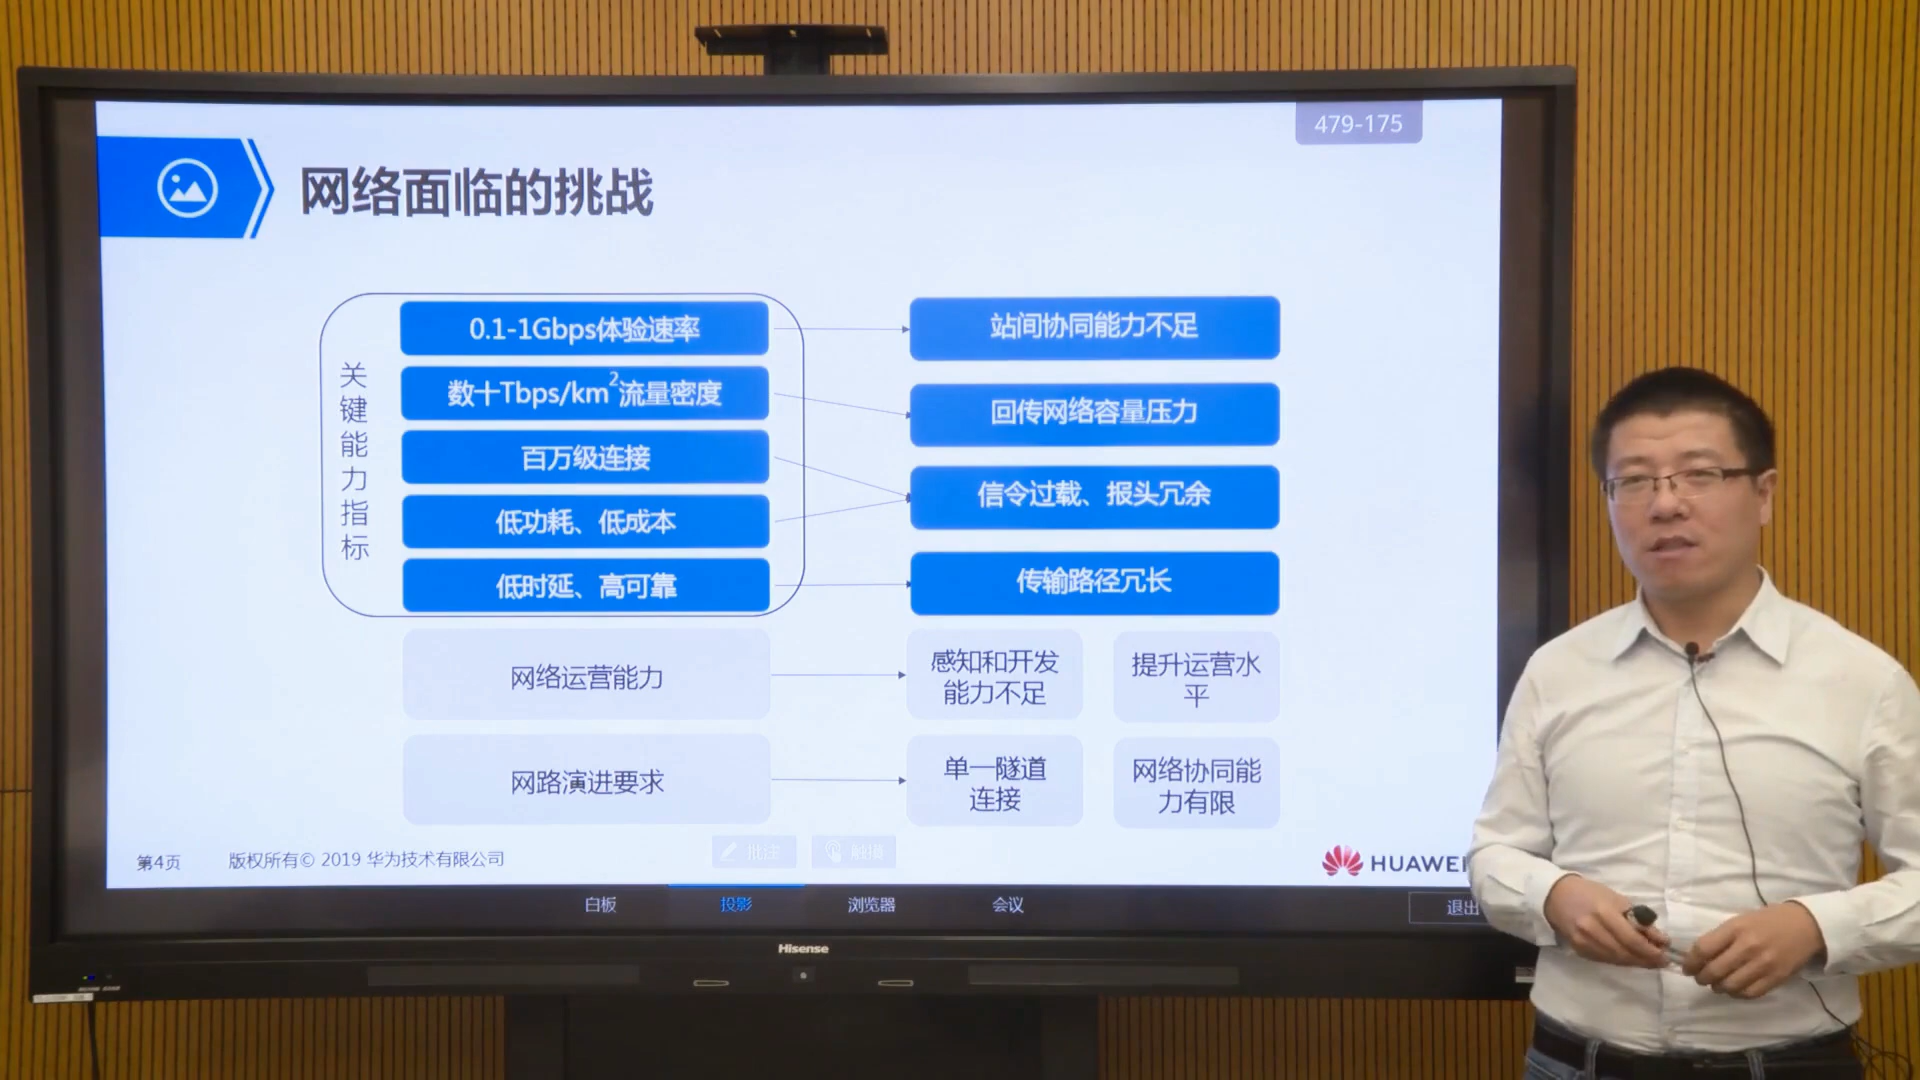 479-175
网络面临的挑战
关键能力指标
0.1-1Gbps体验速率
站间协同能力不足
数十Tbps/km²流量密度
回传网络容量压力
百万级连接
信令过载、报头冗余
低功耗、低成本
低时延、高可靠
传输路径冗长
网络运营能力
感知和开发
能力不足
提升运营水
平
网路演进要求
单一隧道
连接
网络协同能
力有限
第4页
版权所有© 2019 华为技术有限公司
批注
触摸
HUAWEI
白板
投影
浏览器
会议
退出
Hisense